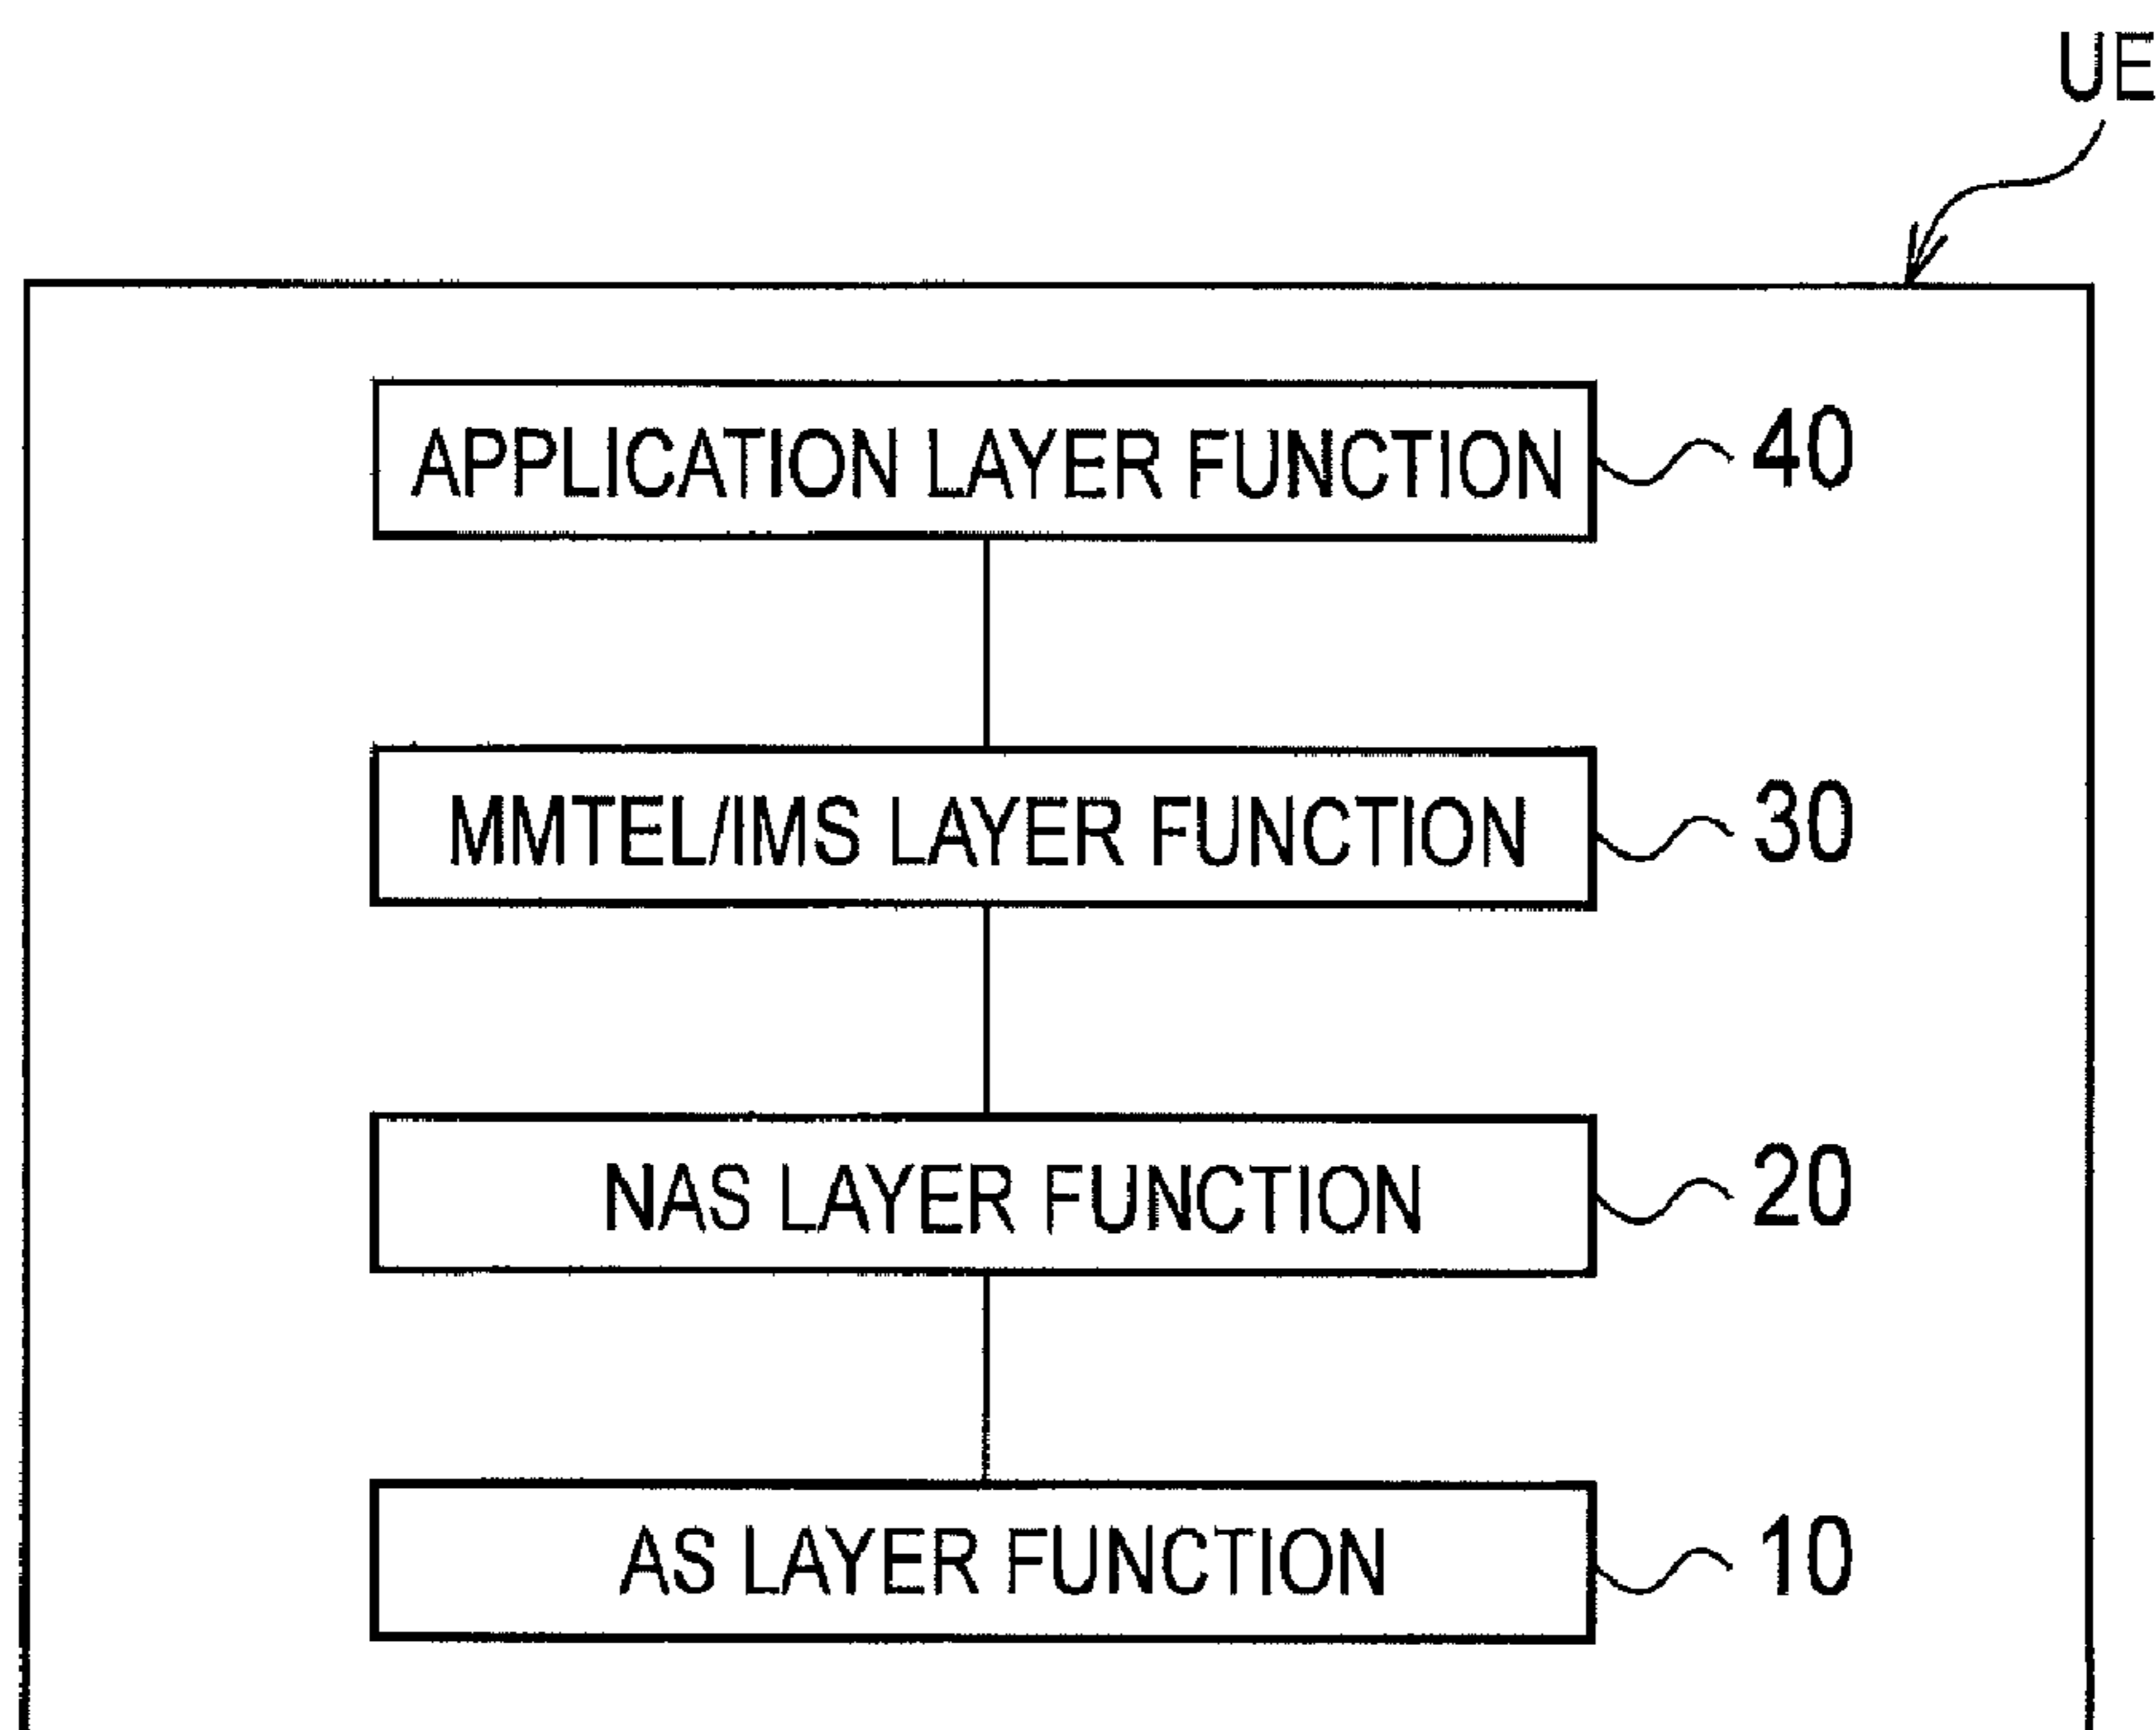 UE
APPLICATION LAYER FUNCTION 40
MMTEL/IMS LAYER FUNCTION 30
NAS LAYER FUNCTION 20
AS LAYER FUNCTION 10